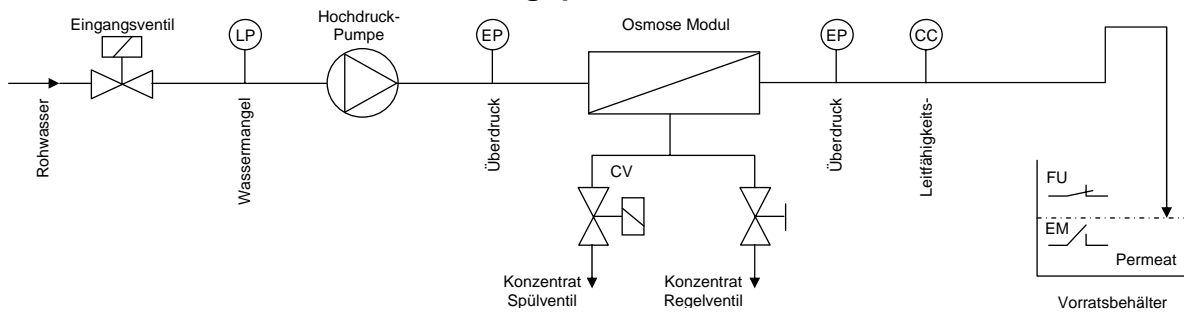 Eingangsventil
LP
Hochdruck-
Pumpe
EP
Osmose Modul
EP
CC
Rohwasser
Wassermangel
Überdruck
Überdruck
Leitfähigkeits-
CV
FU
EM
Permeat
Konzentrat
Spülventil
Konzentrat
Regelventil
Vorratsbehälter